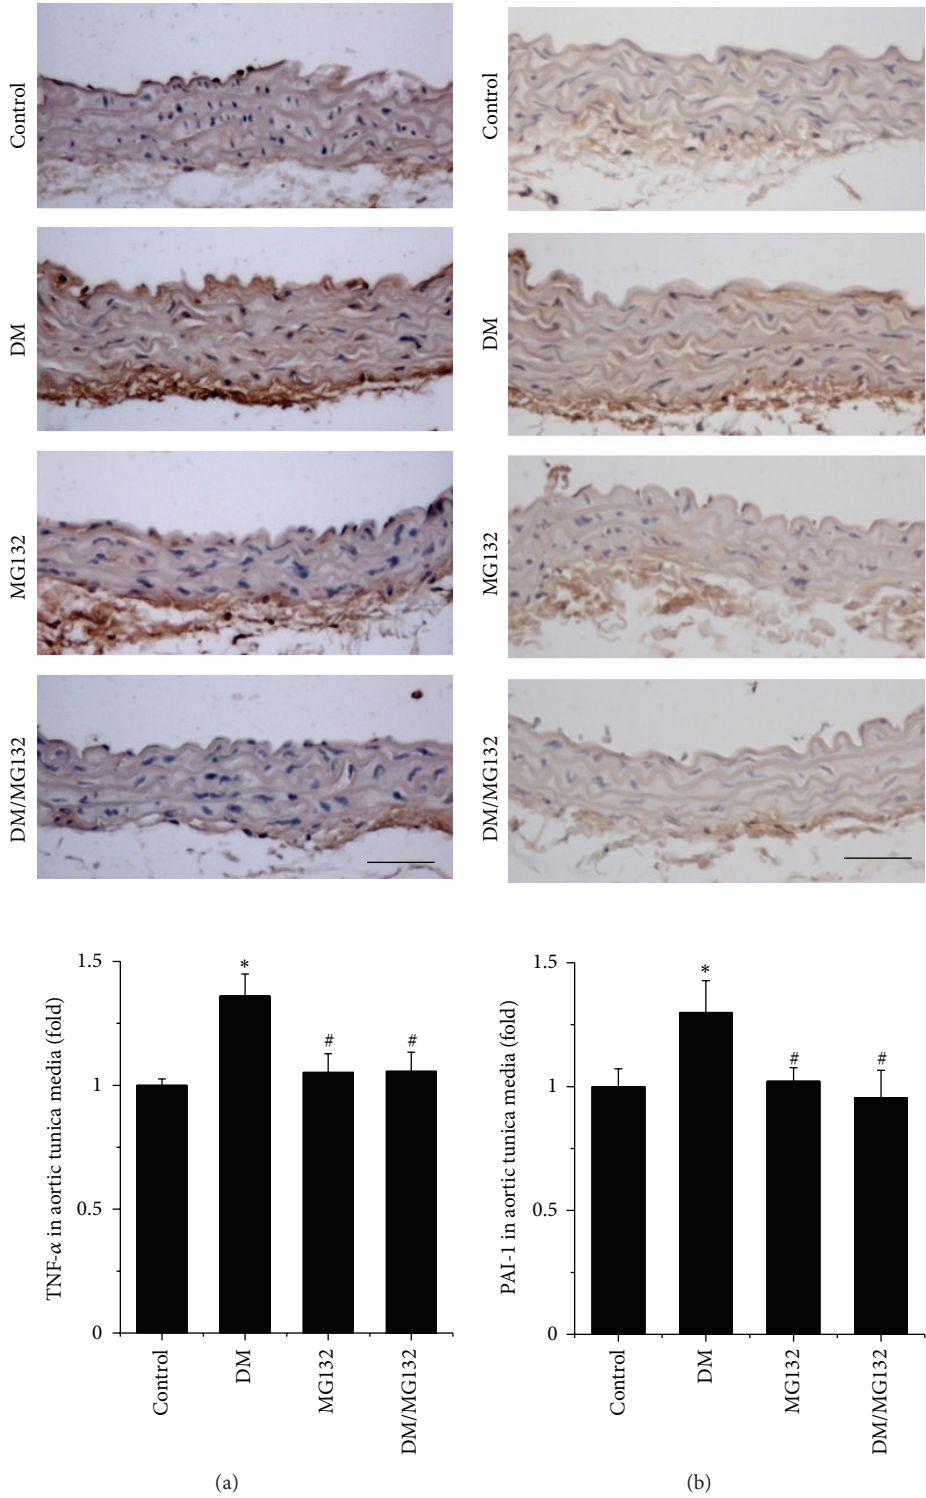 Control
DM
MG132
DM/MG132
Control
DM
MG132
DM/MG132
TNF-α in aortic tunica media (fold)
1.5
1
0.5
0
*
#
#
Control
DM
MG132
DM/MG132
(a)
PAI-1 in aortic tunica media (fold)
1.5
1
0.5
0
*
#
#
Control
DM
MG132
DM/MG132
(b)